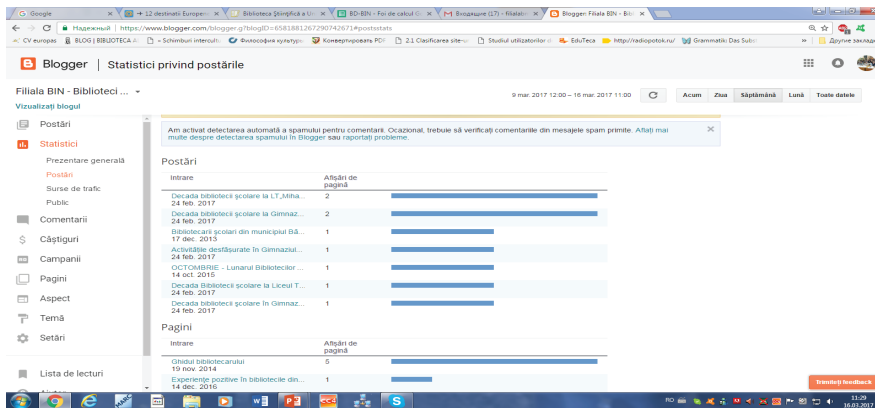 Google
12 destinatii Europene
Biblioteca Științifică a Un
BD-BIN - Foi de calcul G
Входящие (17) - filialabi
Blogger: Filiala BIN - Bibl
Надежный | https://www.blogger.com/blogger.g?blogID=6581881267290742671#poststats
CV europas
BLOG | BIBLIOTECA A
« Schimburi intercultu
Философия культуры
Конвертировать PDF
2.1 Clasificarea site-u
Studiul utilizatorilor d
EduTeca
http://radiopotok.ru/
Grammatik: Das Subst
»
Другие закладки
Blogger | Statistici privind postările
Filiala BIN - Biblioteci ...
Vizualizați blogul
9 mar. 2017 12:00 – 16 mar. 2017 11:00
Acum Ziua Săptămână Lună Toate datele
Postări
Statistici
Prezentare generală
Postări
Surse de trafic
Public
Comentarii
Câștiguri
Campanii
Pagini
Aspect
Temă
Setări
Lista de lecturi
Am activat detectarea automată a spamului pentru comentarii. Ocazional, trebuie să verificați comentariile din mesajele spam primite. Aflați mai
multe despre detectarea spamului în Blogger sau raportați probleme.
Postări
Intrare Afișări de
pagină
Decada bibliotecii școlare la LT„Miha... 2
24 feb. 2017
Decada bibliotecii școlare la Gimnaz... 2
24 feb. 2017
Bibliotecarii școlari din municipiul Bă... 1
17 dec. 2013
Activitățile desfășurate în Gimnaziul... 1
24 feb. 2017
OCTOMBRIE – Lunarul Bibliotecilor ... 1
14 oct. 2015
Decada Bibliotecii școlare la Liceul T... 1
24 feb. 2017
Decada bibliotecii școlare în Gimnaz... 1
24 feb. 2017
Pagini
Intrare Afișări de
pagină
Ghidul bibliotecarului 5
19 nov. 2014
Experiențe pozitive în bibliotecile din... 1
14 dec. 2016
Trimiteți feedback
RO
11:29
16.03.2017